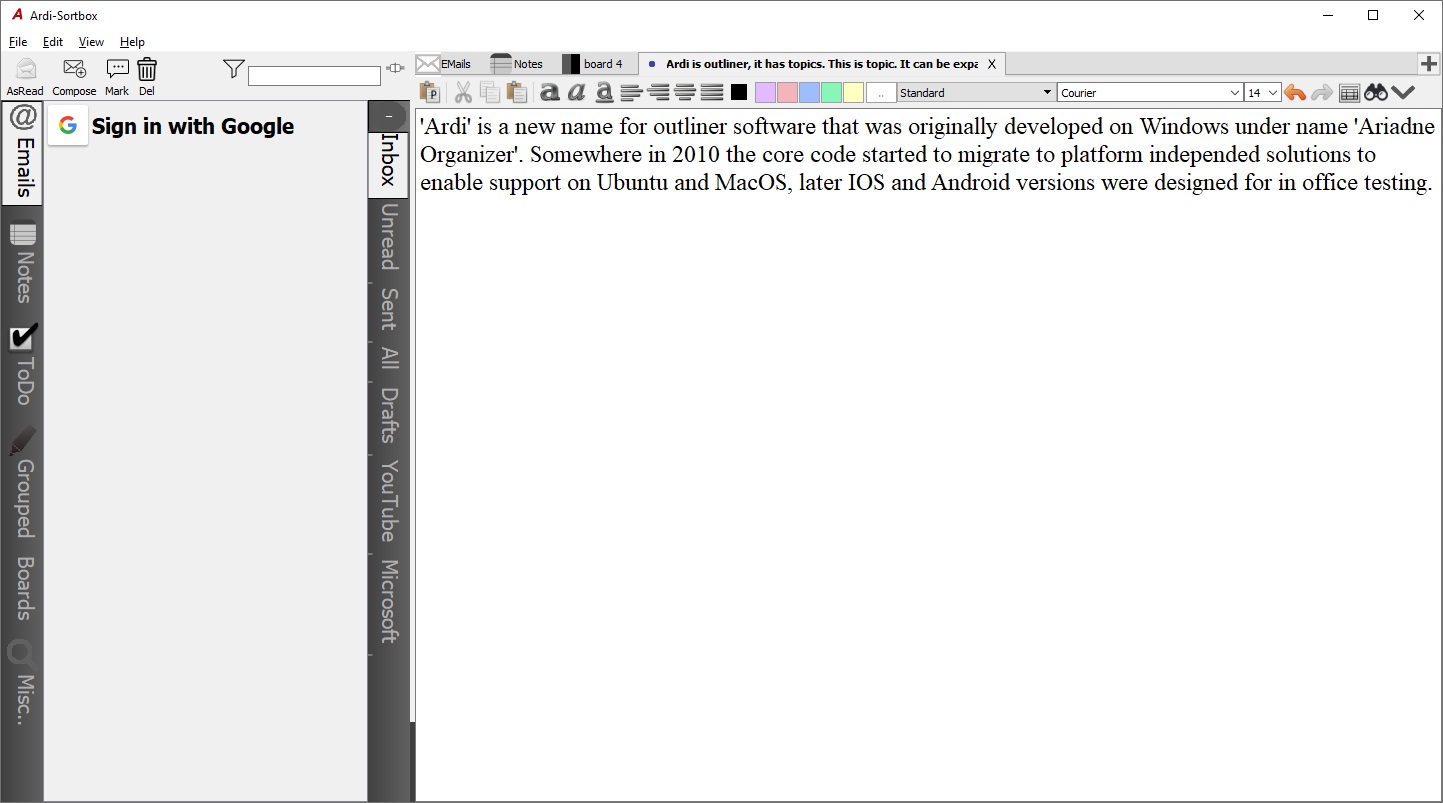 Ardi-Sortbox
File Edit View Help
AsRead Compose Mark Del
EMails Notes board 4 Ardi is outliner, it has topics. This is topic. It can be expa X
Standard Courier 14
@ Emails
Notes
ToDo
Grouped
Boards
Misc..
Sign in with Google
Inbox
Unread
Sent
All
Drafts
YouTube
Microsoft
'Ardi' is a new name for outliner software that was originally developed on Windows under name 'Ariadne
Organizer'. Somewhere in 2010 the core code started to migrate to platform independed solutions to
enable support on Ubuntu and MacOS, later IOS and Android versions were designed for in office testing.